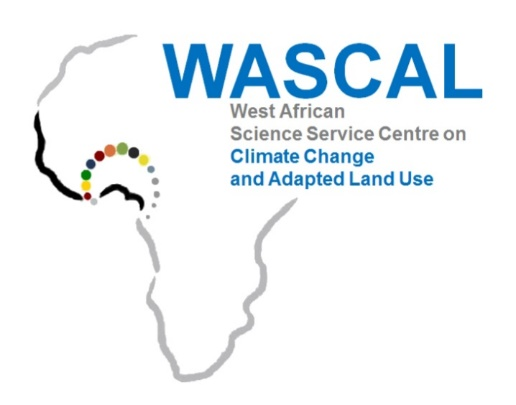 WASCAL
West African
Science Service Centre on
Climate Change
and Adapted Land Use